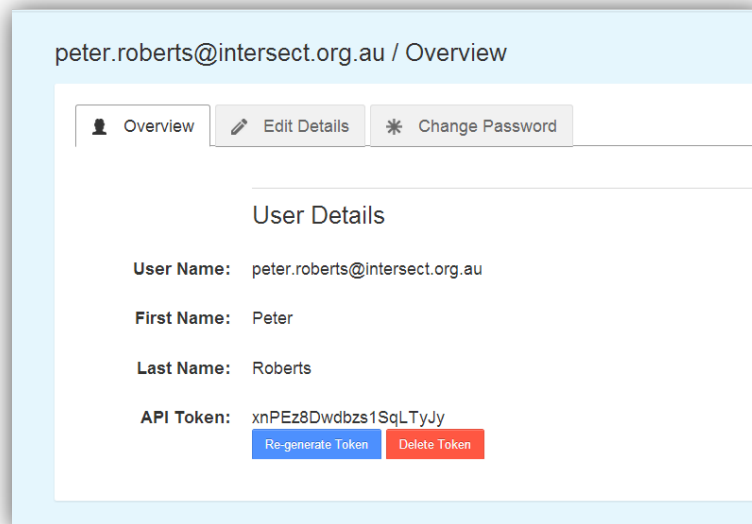 peter.roberts@intersect.org.au / Overview
Overview Edit Details Change Password
User Details
User Name: peter.roberts@intersect.org.au
First Name: Peter
Last Name: Roberts
API Token: xnPEz8Dwdbzs1SqLTyJy
Re-generate Token Delete Token